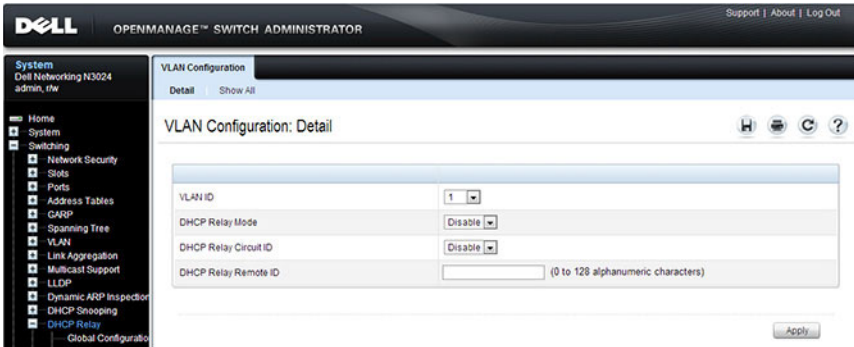 Support | About | Log Out
DELL OPENMANAGE™ SWITCH ADMINISTRATOR
System
Dell Networking N3024
admin, r/w
Home
System
Switching
Network Security
Slots
Ports
Address Tables
GARP
Spanning Tree
VLAN
Link Aggregation
Multicast Support
LLDP
Dynamic ARP Inspection
DHCP Snooping
DHCP Relay
Global Configuratio
VLAN Configuration
Detail Show All
VLAN Configuration: Detail
H C ?
VLAN ID 1
DHCP Relay Mode Disable
DHCP Relay Circuit ID Disable
DHCP Relay Remote ID (0 to 128 alphanumeric characters)
Apply